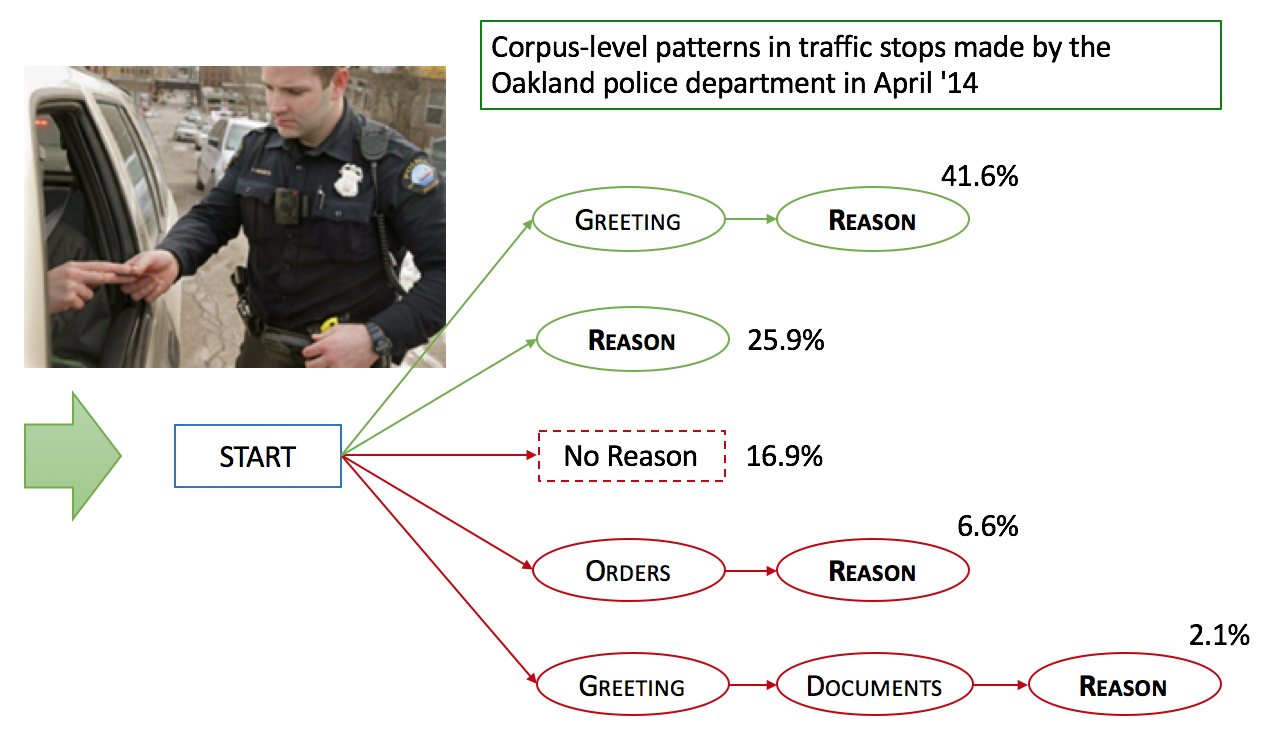 Corpus-level patterns in traffic stops made by the
Oakland police department in April '14
41.6%
GREETING
REASON
REASON
25.9%
START
No Reason
16.9%
6.6%
ORDERS
REASON
2.1%
GREETING
DOCUMENTS
REASON